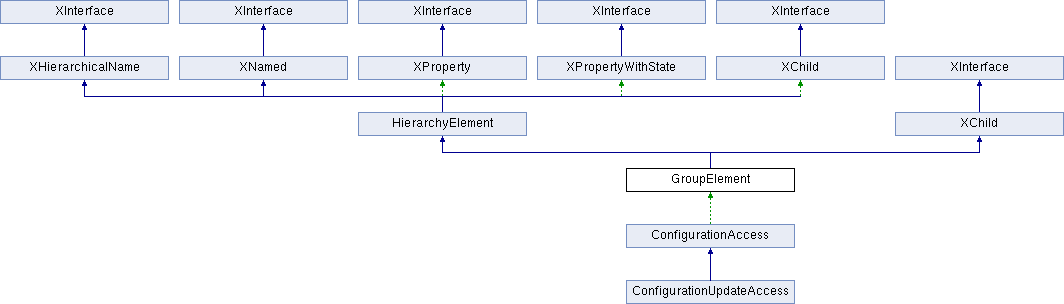 XInterface
XInterface
XInterface
XInterface
XInterface
XHierarchicalName
XNamed
XProperty
XPropertyWithState
XChild
XInterface
HierarchyElement
XChild
GroupElement
ConfigurationAccess
ConfigurationUpdateAccess